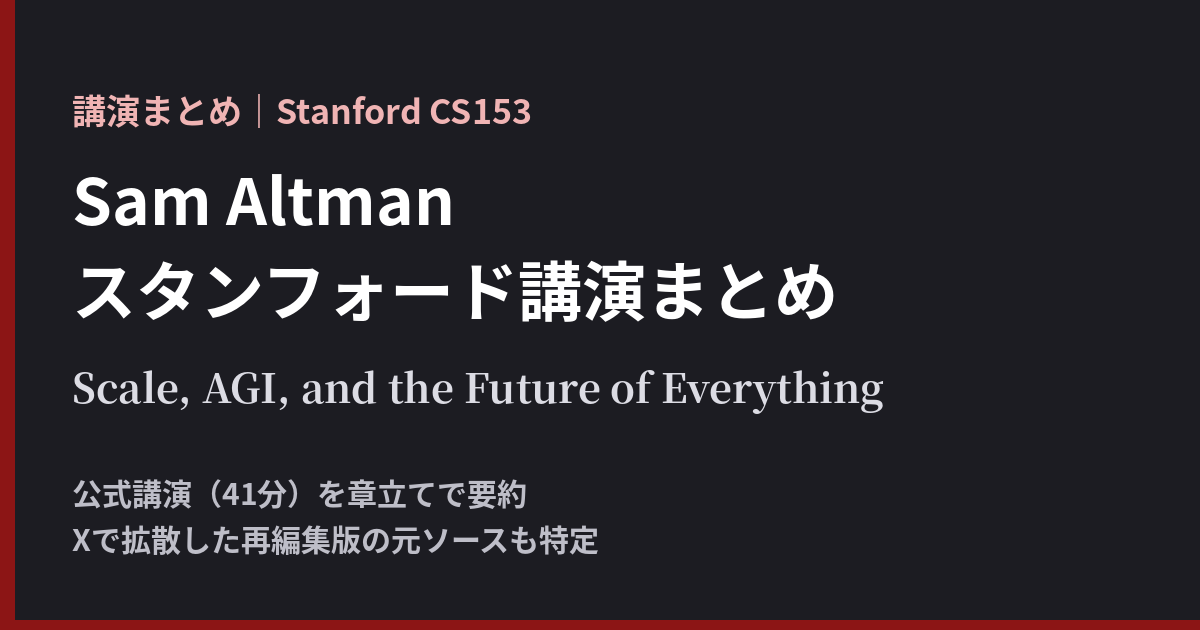 講演まとめ｜Stanford CS153
Sam Altman
スタンフォード講演まとめ
Scale, AGI, and the Future of Everything
公式講演（41分）を章立てで要約
Xで拡散した再編集版の元ソースも特定